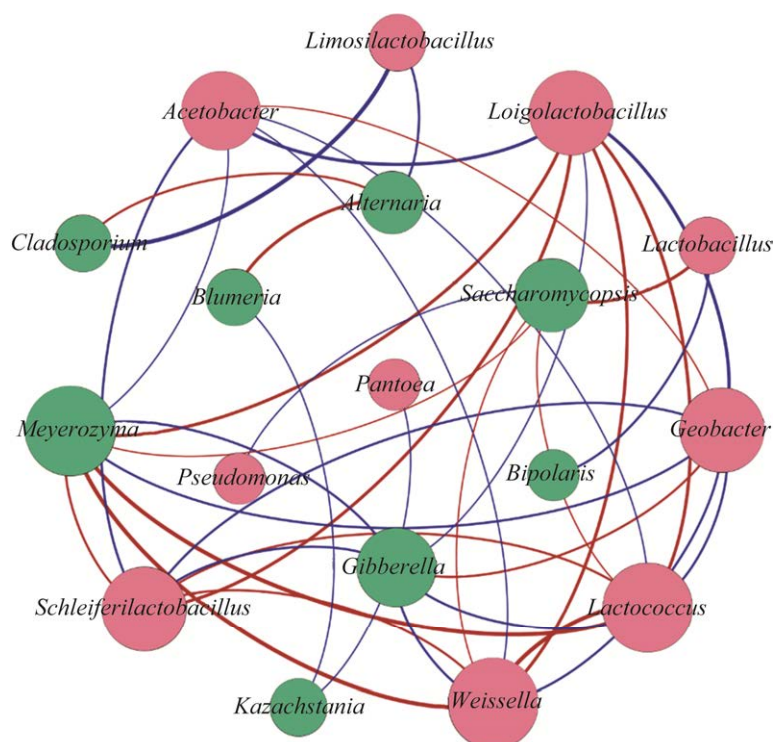 Limosilactobacillus
Acetobacter
Loigolactobacillus
Alternaria
Cladosporium
Lactobacillus
Blumeria
Saccharomycopsis
Pantoea
Meyerozyma
Geobacter
Pseudomonas
Bipolaris
Gibberella
Schleiferilactobacillus
Lactococcus
Kazachstania
Weissella